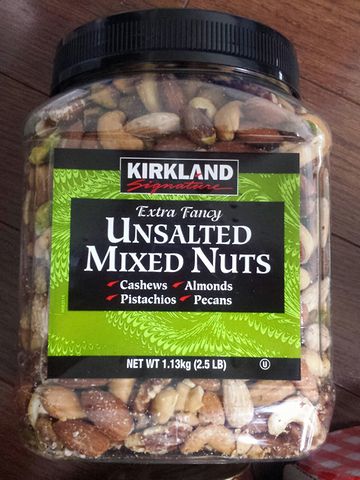 KIRKLAND
Signature
Extra Fancy
UNSALTED
MIXED NUTS
Cashews Almonds
Pistachios Pecans
NET WT 1.13kg (2.5 LB)
U